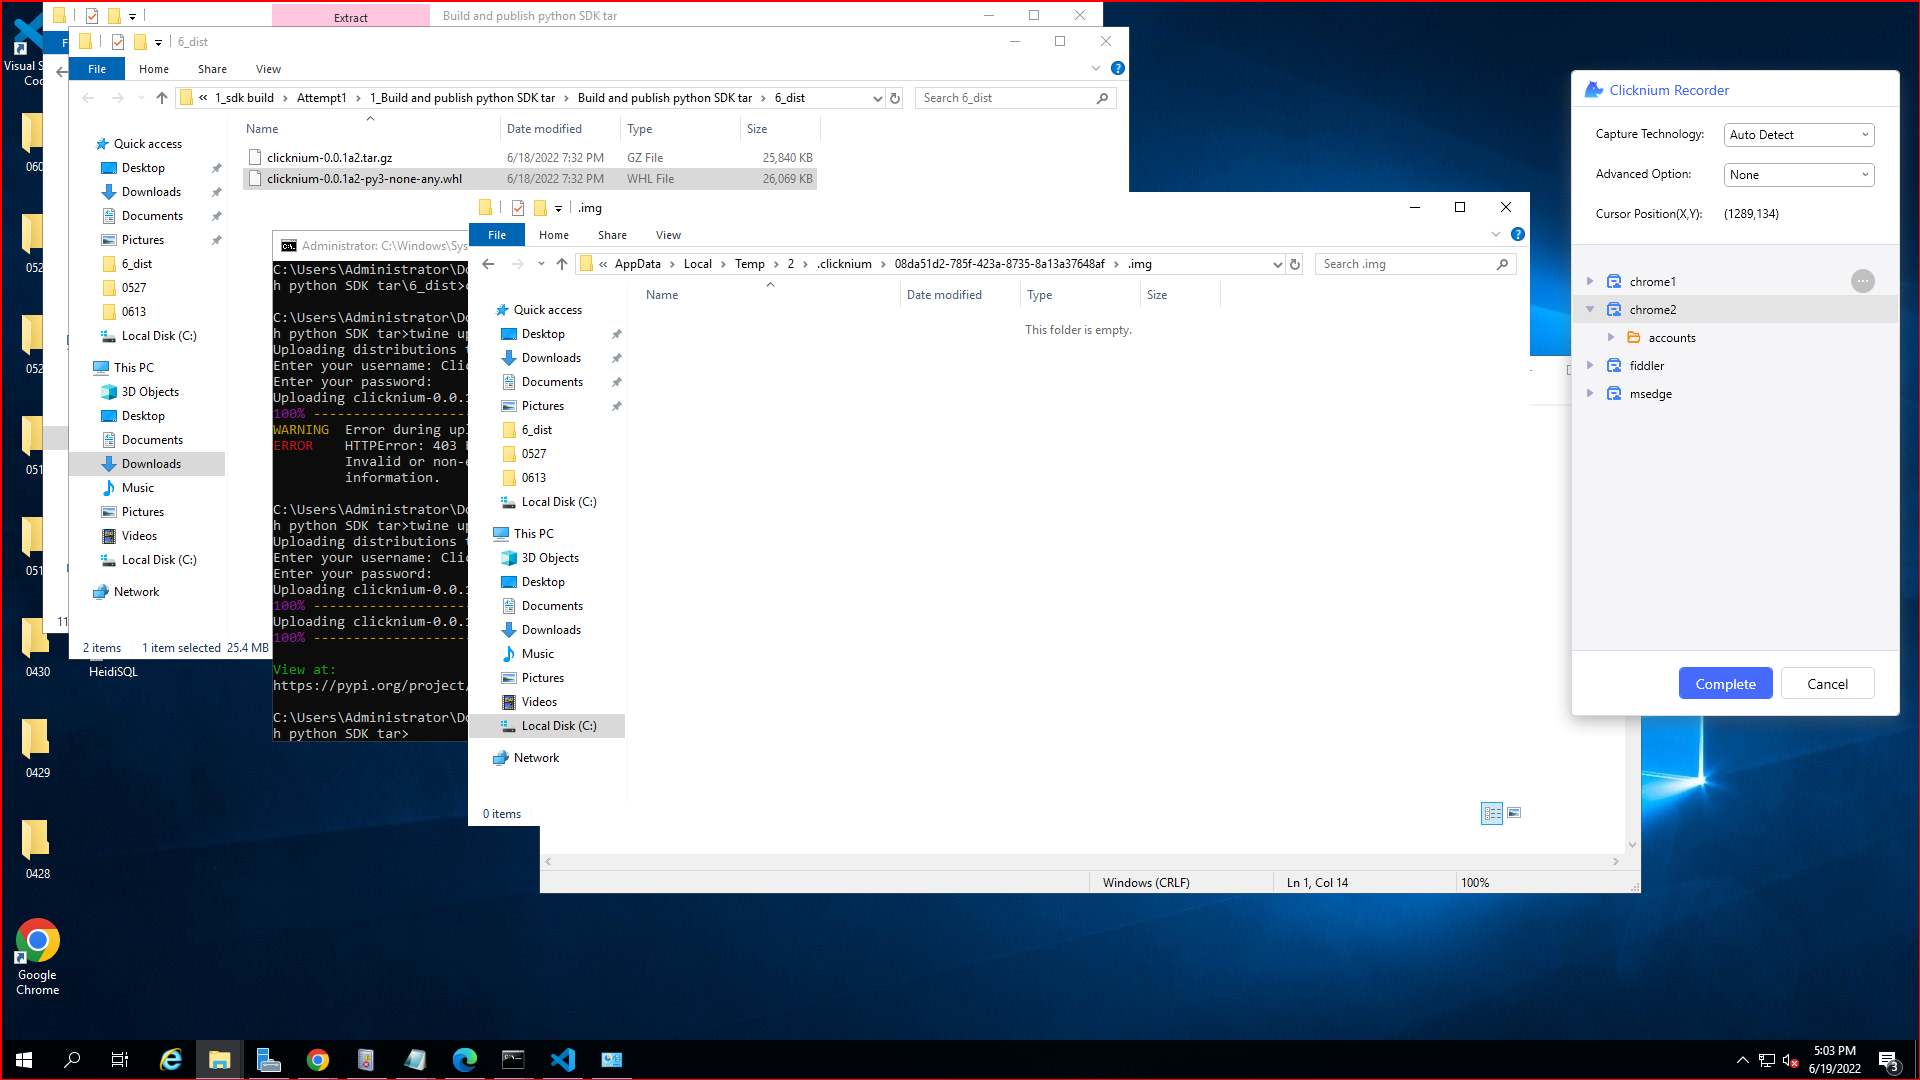 Extract
Build and publish python SDK tar
6_dist
File
Home
Share
View
1_sdk build
Attempt1
1_Build and publish python SDK tar
Build and publish python SDK tar
6_dist
Search 6_dist
Name
Date modified
Type
Size
clicknium-0.0.1a2.tar.gz
6/18/2022 7:32 PM
GZ File
25,840 KB
clicknium-0.0.1a2-py3-none-any.whl
6/18/2022 7:32 PM
WHL File
26,069 KB
Quick access
Desktop
Downloads
Documents
Pictures
6_dist
0527
0613
Local Disk (C:)
This PC
3D Objects
Desktop
Documents
Downloads
Music
Pictures
Videos
Local Disk (C:)
Network
2 items
1 item selected
25.4 MB
Visual S
Coc
060
052
052
051
051
11
0430
HeidiSQL
0429
0428
Google
Chrome
Administrator: C:\Windows\Sys
C:\Users\Administrator\Do
h python SDK tar\6_dist>c
C:\Users\Administrator\Do
h python SDK tar>twine up
Uploading distributions t
Enter your username: Clic
Enter your password:
Uploading clicknium-0.0.1
100%
WARNING Error during upl
ERROR HTTPError: 403 F
Invalid or non-e
information.
C:\Users\Administrator\Do
h python SDK tar>twine up
Uploading distributions t
Enter your username: Clic
Enter your password:
Uploading clicknium-0.0.1
100%
Uploading clicknium-0.0.1
100%
View at:
https://pypi.org/project/
C:\Users\Administrator\Do
h python SDK tar>
.img
File
Home
Share
View
AppData
Local
Temp
2
.clicknium
08da51d2-785f-423a-8735-8a13a37648af
.img
Search .img
Name
Date modified
Type
Size
This folder is empty.
Quick access
Desktop
Downloads
Documents
Pictures
6_dist
0527
0613
Local Disk (C:)
This PC
3D Objects
Desktop
Documents
Downloads
Music
Pictures
Videos
Local Disk (C:)
Network
0 items
Windows (CRLF)
Ln 1, Col 14
100%
Clicknium Recorder
Capture Technology:
Auto Detect
Advanced Option:
None
Cursor Position(X,Y):
(1289,134)
chrome1
chrome2
accounts
fiddler
msedge
Complete
Cancel
5:03 PM
6/19/2022
3